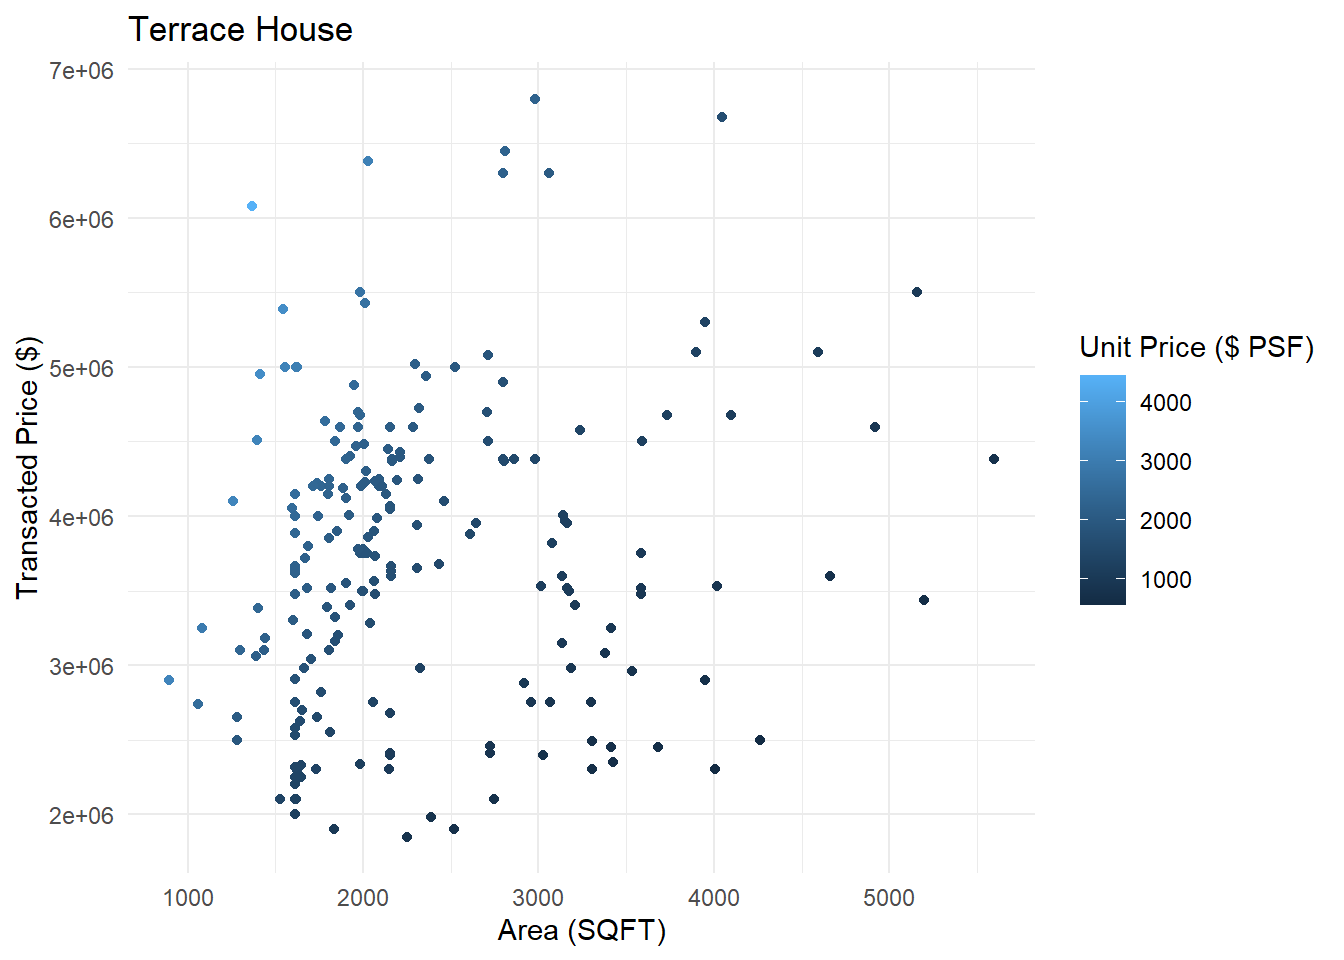 Terrace House
7e+06
6e+06
5e+06
4e+06
3e+06
2e+06
Transacted Price ($)
1000 2000 3000 4000 5000
Area (SQFT)
Unit Price ($ PSF)
4000
3000
2000
1000